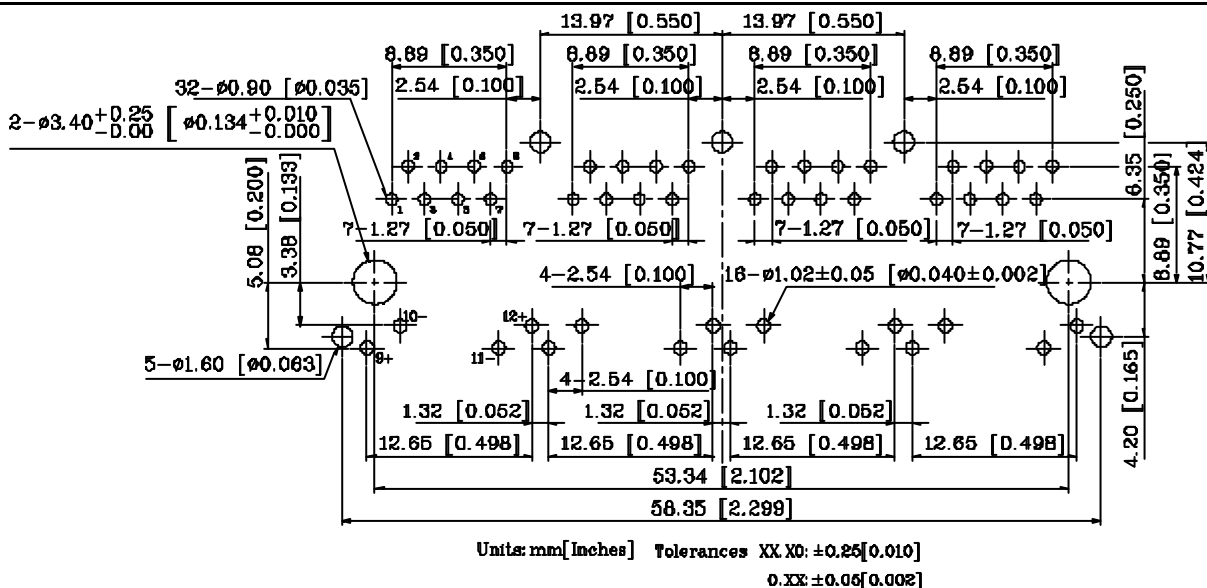 13.97 [0.550] 13.97 [0.550]
8.89 [0.350] 8.89 [0.350] 8.89 [0.350] 8.89 [0.350]
32-ø0.90 [ø0.035] 2.54 [0.100] 2.54 [0.100] 2.54 [0.100] 2.54 [0.100]
2-ø3.40+0.25 -0.00 [ø0.134+0.010 -0.000]
6.35 [0.250]
8.89 [0.350]
10.77 [0.424]
2 4 6 8
1 3 5 7
5.08 [0.200]
3.38 [0.133]
7-1.27 [0.050] 7-1.27 [0.050] 7-1.27 [0.050] 7-1.27 [0.050]
4-2.54 [0.100] 16-ø1.02±0.05 [ø0.040±0.002]
10- 12+
9+ 11-
5-ø1.60 [ø0.063]
4-2.54 [0.100]
4.20 [0.165]
1.32 [0.052] 1.32 [0.052] 1.32 [0.052]
12.65 [0.498] 12.65 [0.498] 12.65 [0.498] 12.65 [0.498]
53.34 [2.102]
58.35 [2.299]
Units: mm[Inches] Tolerances XX.X0: ±0.25[0.010]
0.XX: ±0.05[0.002]